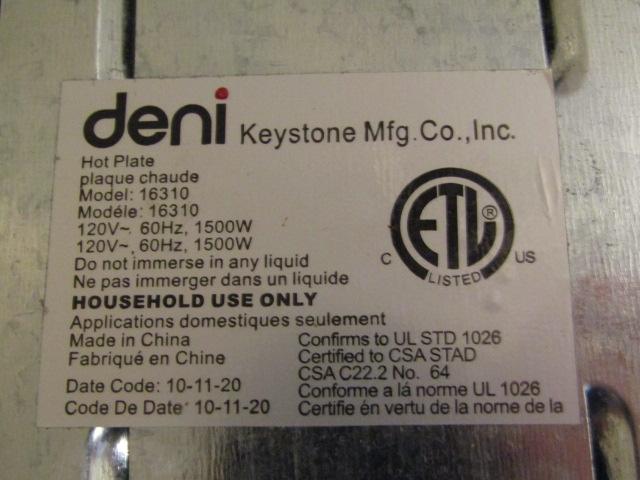 deni Keystone Mfg.Co.,Inc.
Hot Plate
plaque chaude
Model: 16310
Modéle: 16310
120V~, 60Hz, 1500W
120V~, 60Hz, 1500W
Do not immerse in any liquid
Ne pas immerger dans un liquide
HOUSEHOLD USE ONLY
Applications domestiques seulement
Made in China
Fabriqué en Chine
Date Code: 10-11-20
Code De Date: 10-11-20
ETL®
C LISTED US
Confirms to UL STD 1026
Certified to CSA STAD
CSA C22.2 No. 64
Conforme a lá norme UL 1026
Certifie én vertu de la norne de la